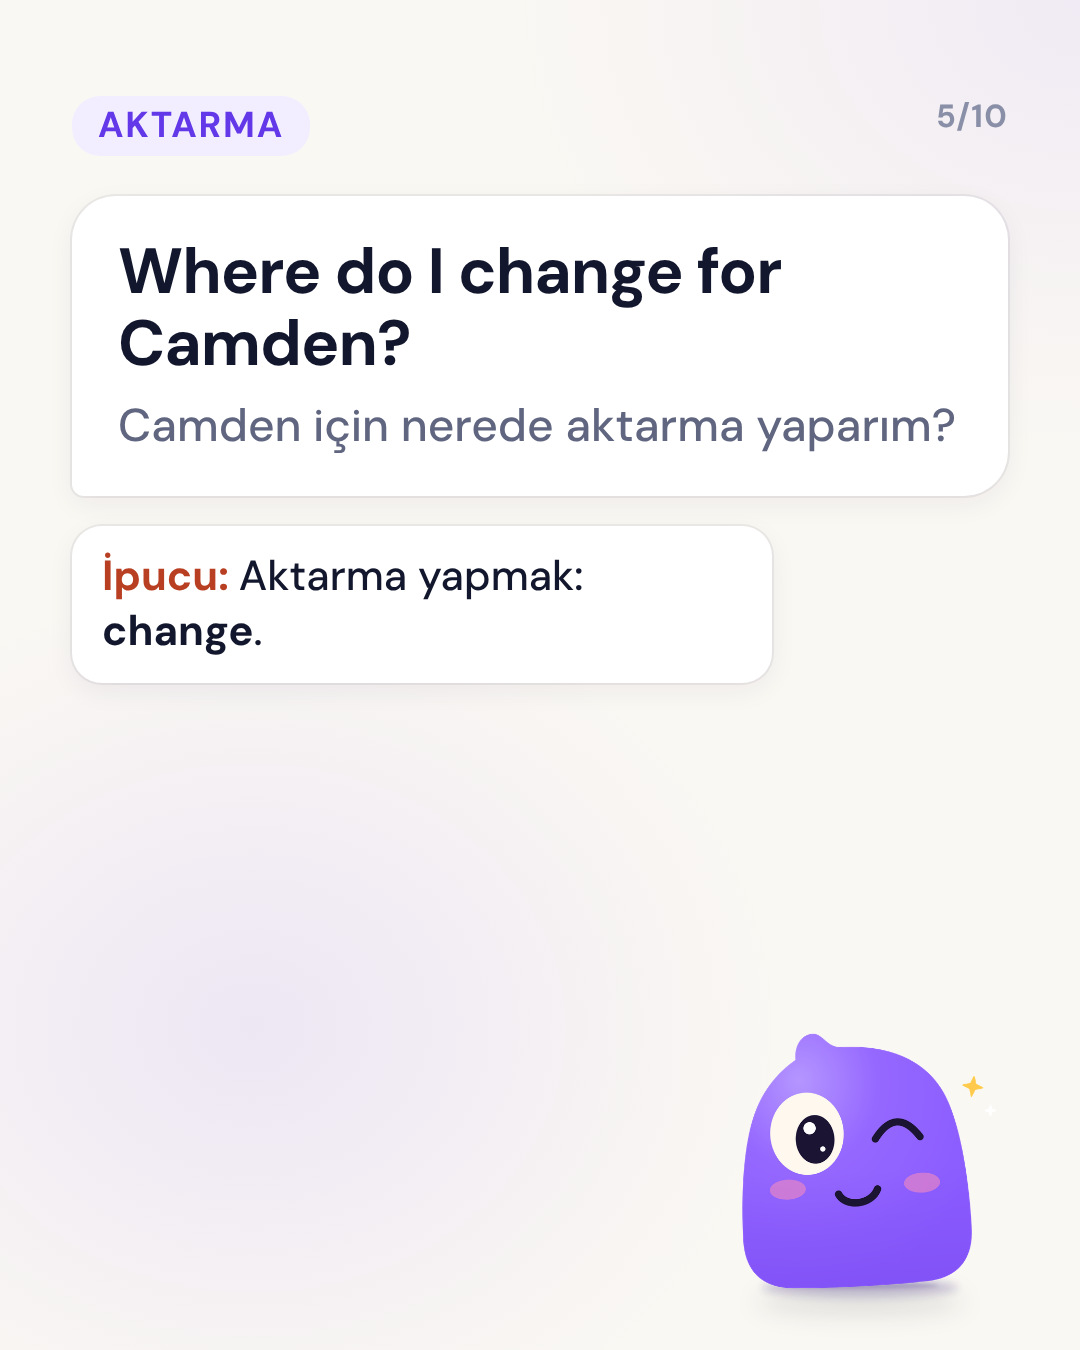 AKTARMA
5/10
Where do I change for
Camden?
Camden için nerede aktarma yaparım?
İpucu: Aktarma yapmak:
change.